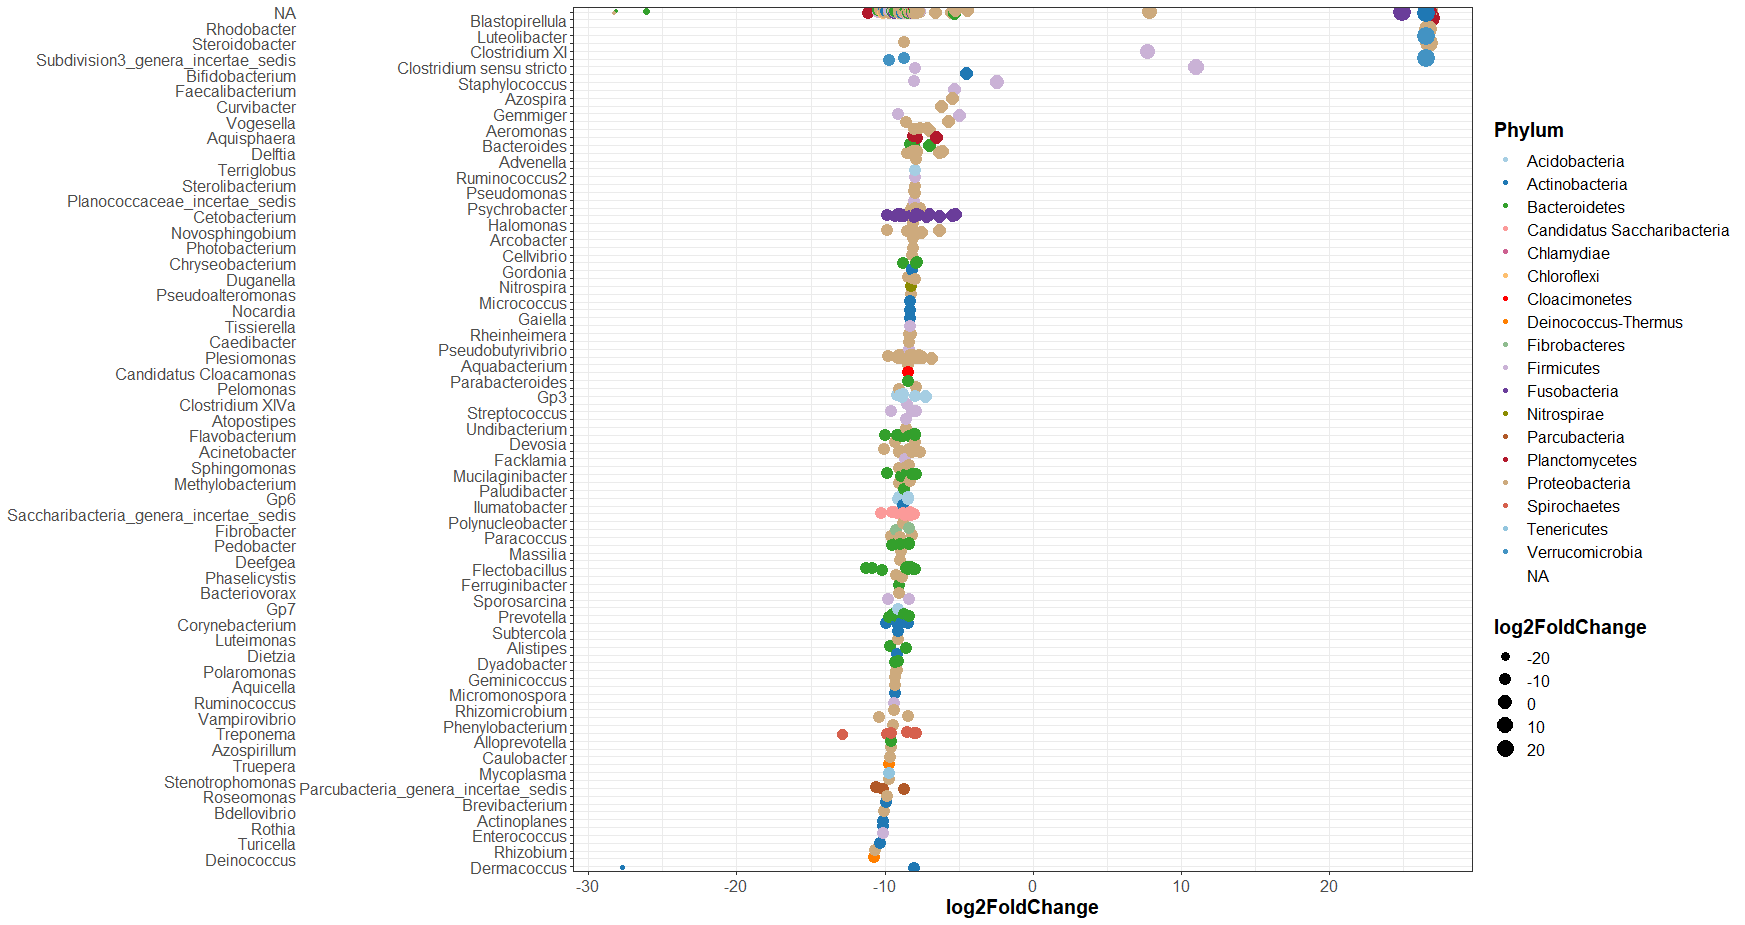 NA
Blastopirellula
Rhodobacter
Luteolibacter
Steroidobacter
Clostridium XI
Subdivision3_genera_incertae_sedis
Clostridium sensu stricto
Bifidobacterium
Staphylococcus
Faecalibacterium
Azospira
Curvibacter
Gemmiger
Vogesella
Aeromonas
Aquisphaera
Bacteroides
Delftia
Advenella
Terriglobus
Ruminococcus2
Sterolibacterium
Pseudomonas
Planococcaceae_incertae_sedis
Psychrobacter
Cetobacterium
Halomonas
Novosphingobium
Arcobacter
Photobacterium
Cellvibrio
Chryseobacterium
Gordonia
Duganella
Nitrospira
Pseudoalteromonas
Micrococcus
Nocardia
Gaiella
Tissierella
Rheinheimera
Caedibacter
Pseudobutyrivibrio
Plesiomonas
Aquabacterium
Candidatus Cloacamonas
Parabacteroides
Pelomonas
Gp3
Clostridium XIVa
Streptococcus
Atopostipes
Undibacterium
Flavobacterium
Devosia
Acinetobacter
Facklamia
Sphingomonas
Mucilaginibacter
Methylobacterium
Paludibacter
Gp6
Ilumatobacter
Saccharibacteria_genera_incertae_sedis
Polynucleobacter
Fibrobacter
Paracoccus
Pedobacter
Massilia
Deefgea
Flectobacillus
Phaselicystis
Ferruginibacter
Bacteriovorax
Sporosarcina
Gp7
Prevotella
Corynebacterium
Subtercola
Luteimonas
Alistipes
Dietzia
Dyadobacter
Polaromonas
Geminicoccus
Aquicella
Micromonospora
Ruminococcus
Rhizomicrobium
Vampirovibrio
Phenylobacterium
Treponema
Alloprevotella
Azospirillum
Caulobacter
Truepera
Mycoplasma
Stenotrophomonas
Parcubacteria_genera_incertae_sedis
Roseomonas
Brevibacterium
Bdellovibrio
Actinoplanes
Rothia
Enterococcus
Turicella
Rhizobium
Deinococcus
Dermacoccus
-30 -20 -10 0 10 20
log2FoldChange
Phylum
Acidobacteria
Actinobacteria
Bacteroidetes
Candidatus Saccharibacteria
Chlamydiae
Chloroflexi
Cloacimonetes
Deinococcus-Thermus
Fibrobacteres
Firmicutes
Fusobacteria
Nitrospirae
Parcubacteria
Planctomycetes
Proteobacteria
Spirochaetes
Tenericutes
Verrucomicrobia
NA
log2FoldChange
-20
-10
0
10
20